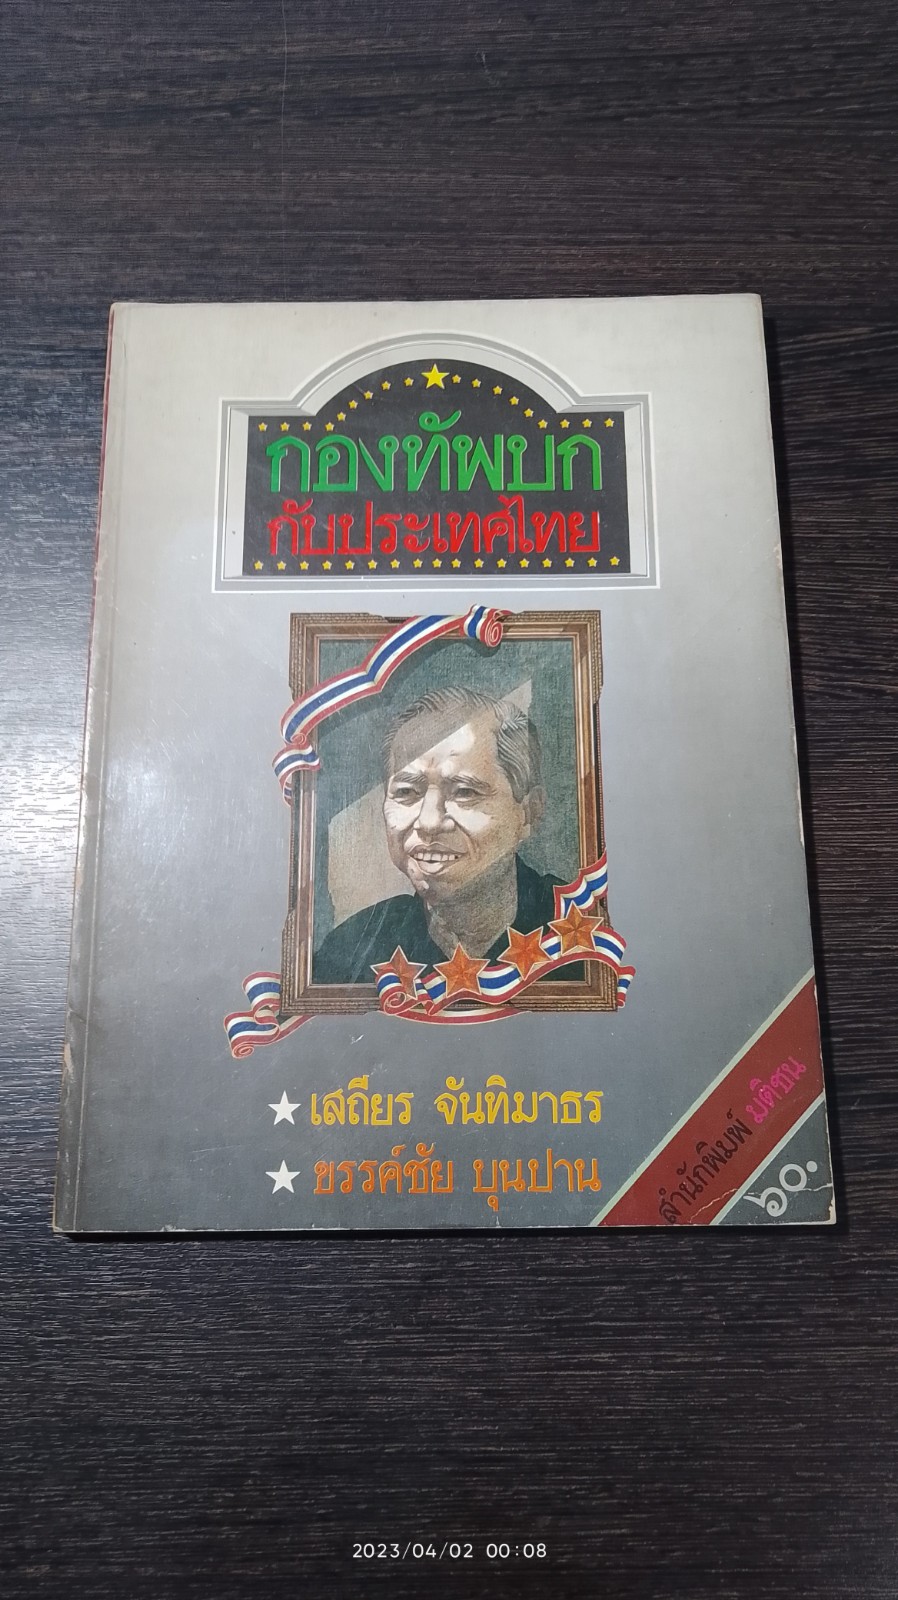 กองทัพบก
กับประเทศไทย
เสถียร จันทิมาธร
ขรรค์ชัย บุนปาน
สำนักพิมพ์ มติชน
๖๐.
2023/04/02 00:08